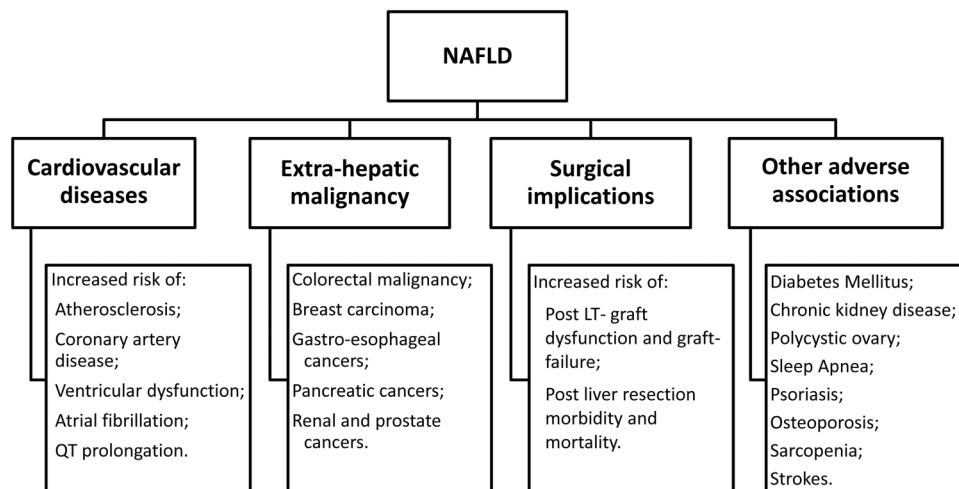 NAFLD
Cardiovascular
diseases
Extra-hepatic
malignancy
Surgical
implications
Other adverse
associations
Increased risk of:
Atherosclerosis;
Coronary artery
disease;
Ventricular dysfunction;
Atrial fibrillation;
QT prolongation.
Colorectal malignancy;
Breast carcinoma;
Gastro-esophageal
cancers;
Pancreatic cancers;
Renal and prostate
cancers.
Increased risk of:
Post LT- graft
dysfunction and graft-
failure;
Post liver resection
morbidity and
mortality.
Diabetes Mellitus;
Chronic kidney disease;
Polycystic ovary;
Sleep Apnea;
Psoriasis;
Osteoporosis;
Sarcopenia;
Strokes.